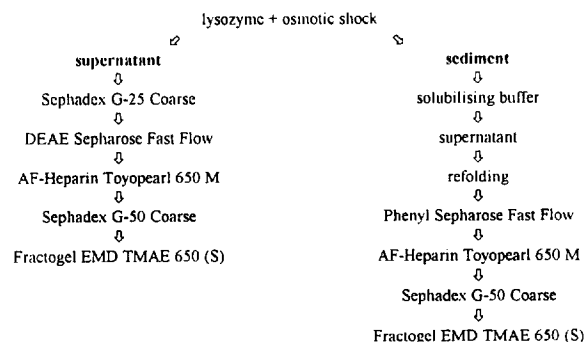 lysozyme + osmotic shock
supernatant
Sephadex G-25 Coarse
DEAE Sepharose Fast Flow
AF-Heparin Toyopearl 650 M
Sephadex G-50 Coarse
Fractogel EMD TMAE 650 (S)
sediment
solubilising buffer
supernatant
refolding
Phenyl Sepharose Fast Flow
AF-Heparin Toyopearl 650 M
Sephadex G-50 Coarse
Fractogel EMD TMAE 650 (S)